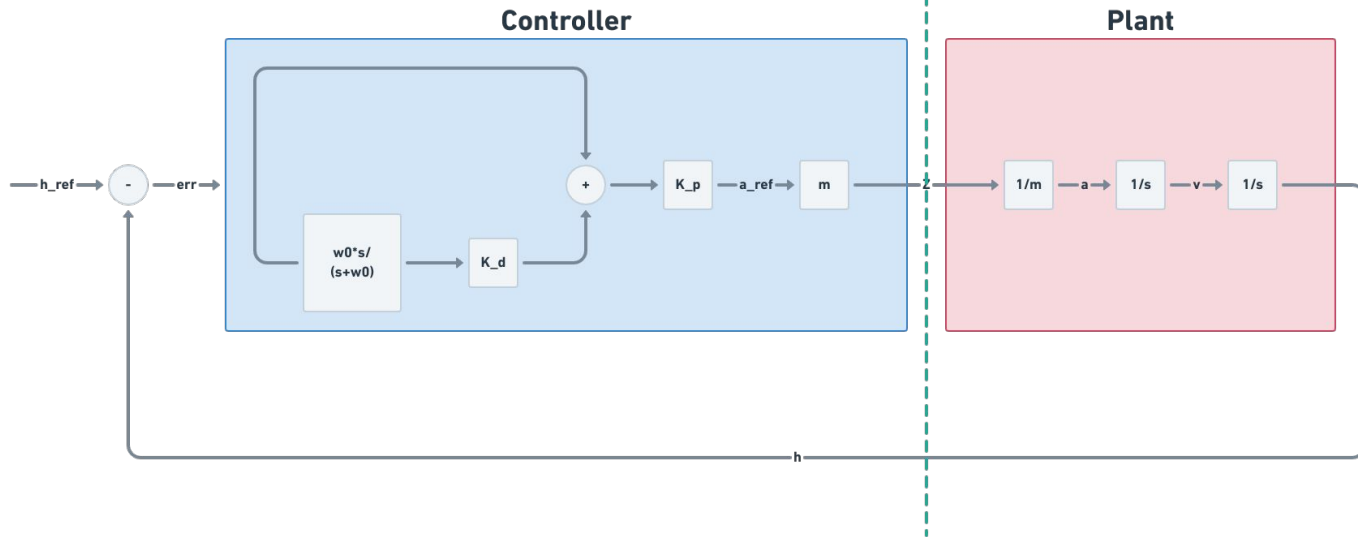 Controller
Plant
h_ref
-
err
+
K_p
a_ref
m
Z
1/m
a
1/s
v
1/s
w0*s/
(s+w0)
K_d
h